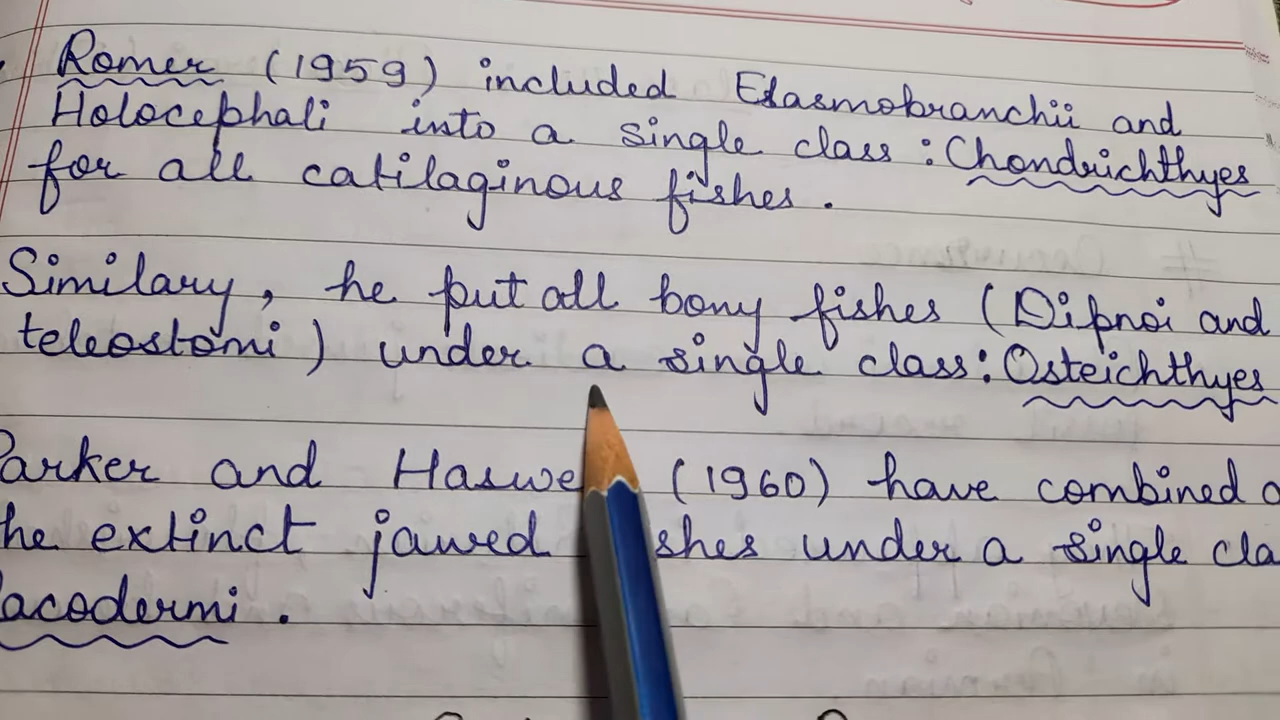 Romer (1959) included Elasmobranchii and
Holocephali into a single class : Chondrichthyes
for all catilaginous fishes.
Similary, he put all bony fishes (Dipnoi and
teleostomi) under a single class: Osteichthyes
Parker and Haswe (1960) have combined a
he extinct jawed shes under a single cla
acodermi.